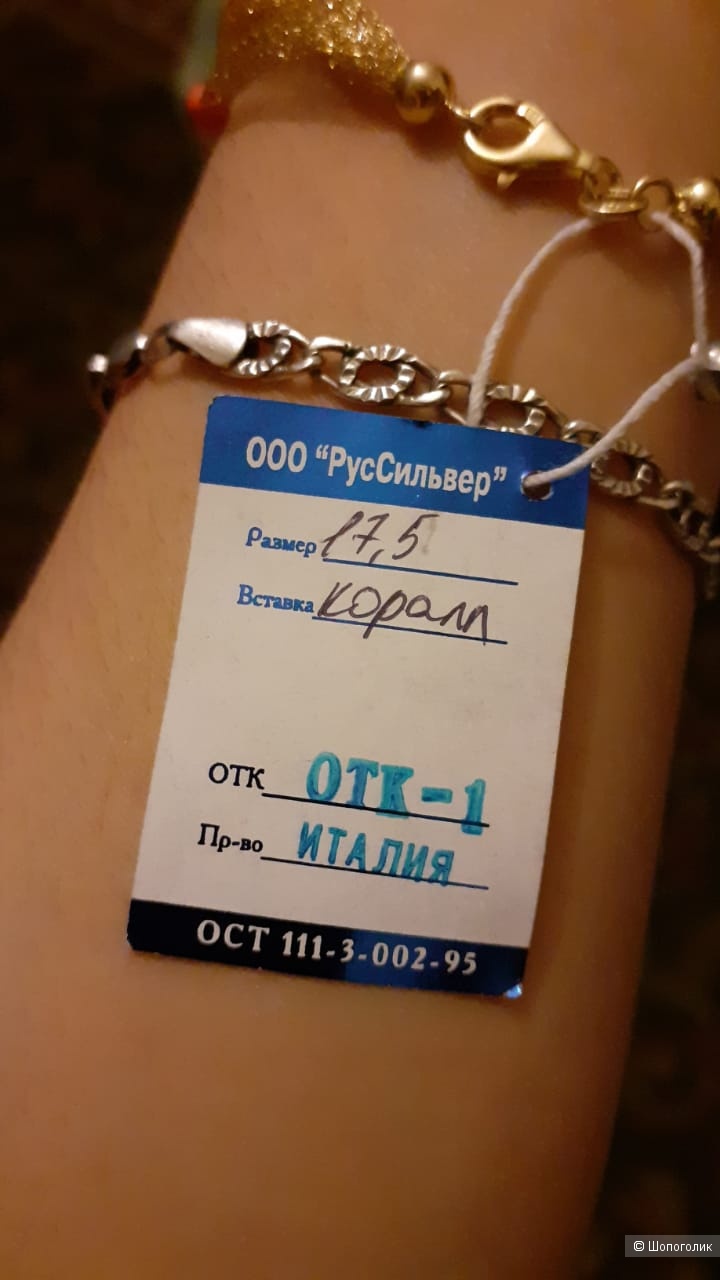 ООО "РусСильвер"
Размер 17,5
Вставка коралл
ОТК ОТК-1
Пр-во ИТАЛИЯ
ОСТ 111-3-002-95
© Шопоголик